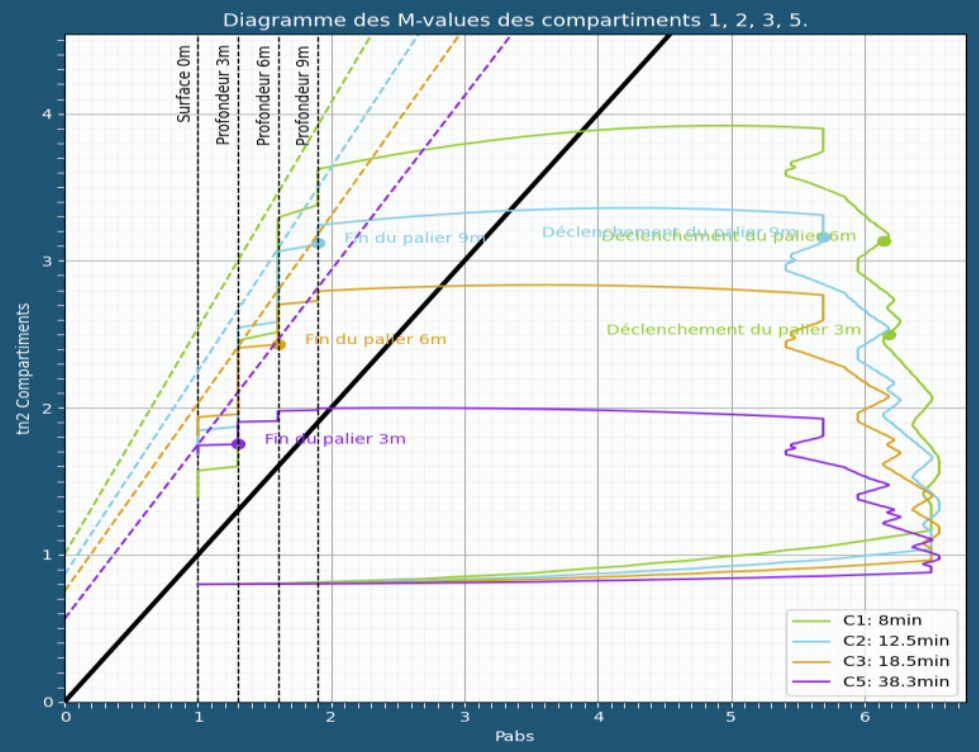 Diagramme des M-values des compartiments 1, 2, 3, 5.
Surface 0m
Profondeur 3m
Profondeur 6m
Profondeur 9m
tn2 Compartiments
4
3
2
1
0
Fin du palier 9m
Déclenchement du palier 9m
Déclenchement du palier 6m
Déclenchement du palier 3m
Fin du palier 6m
Fin du palier 3m
C1: 8min
C2: 12.5min
C3: 18.5min
C5: 38.3min
0 1 2 3 4 5 6
Pabs